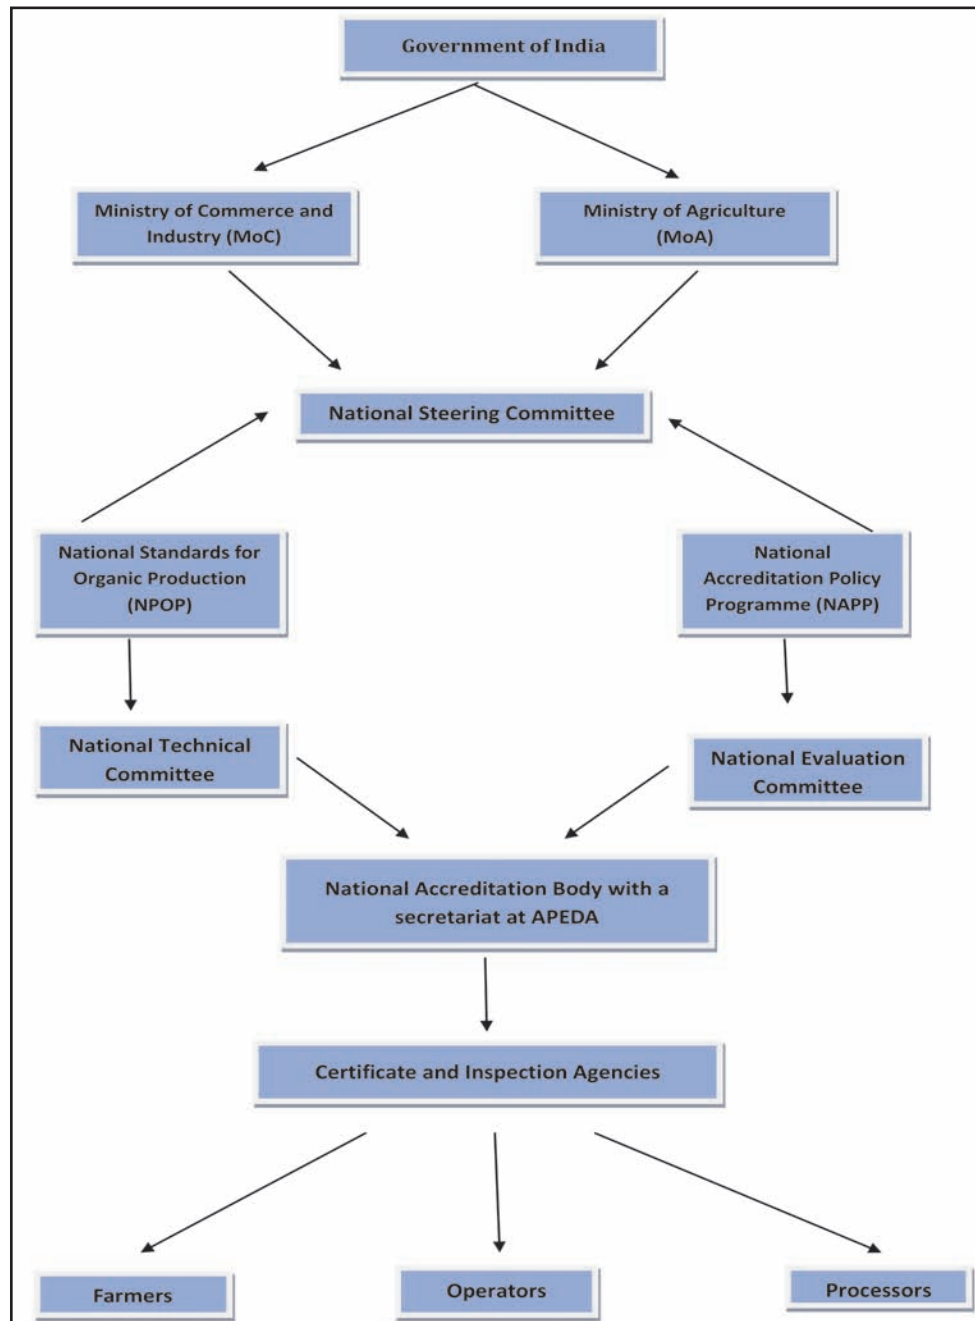 Government of India
Ministry of Commerce and
Industry (MoC)
Ministry of Agriculture
(MoA)
National Steering Committee
National Standards for
Organic Production
(NPOP)
National
Accreditation Policy
Programme (NAPP)
National Technical
Committee
National Evaluation
Committee
National Accreditation Body with a
secretariat at APEDA
Certificate and Inspection Agencies
Farmers
Operators
Processors